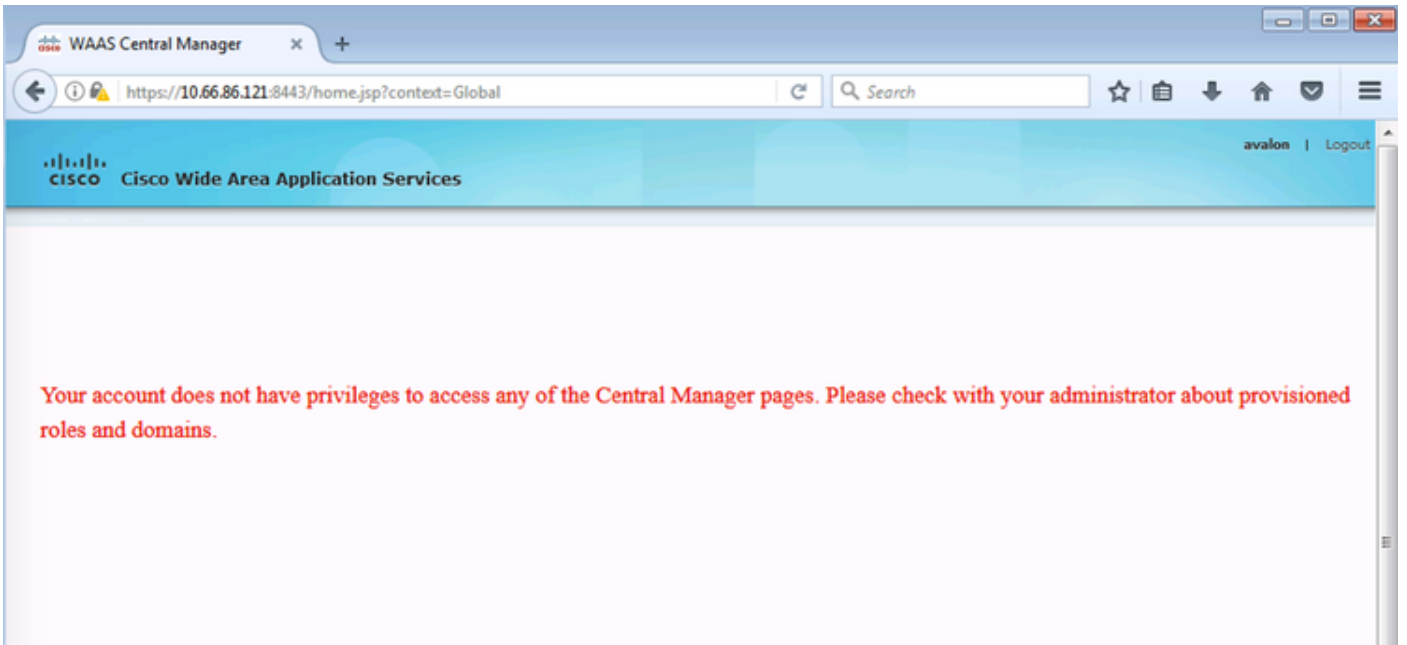 WAAS Central Manager
https://10.66.86.121:8443/home.jsp?context=Global
Search
avalon | Logout
CISCO Cisco Wide Area Application Services
Your account does not have privileges to access any of the Central Manager pages. Please check with your administrator about provisioned
roles and domains.